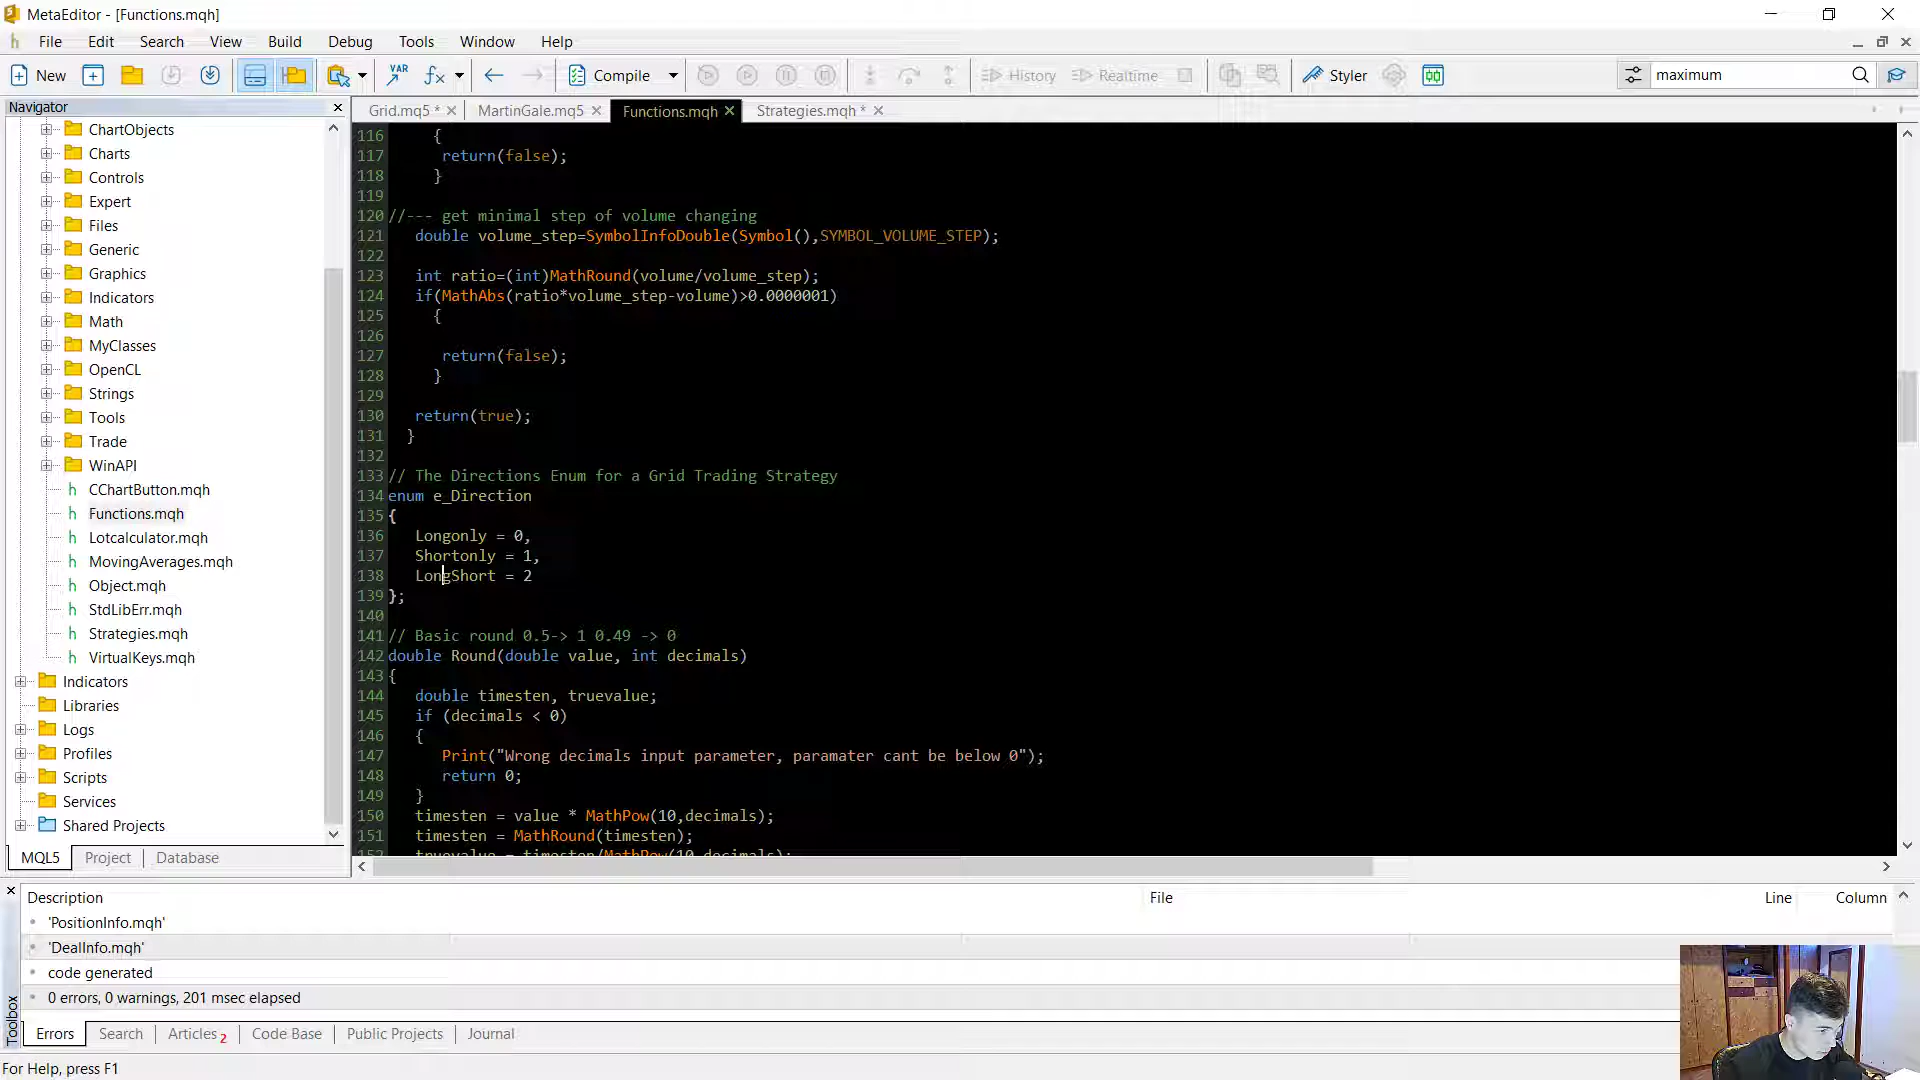 MetaEditor - [Functions.mqh]
h File Edit Search View Build Debug Tools Window Help
New VAR fx Compile History Realtime Styler maximum
Navigator
Grid.mq5 * MartinGale.mq5 Functions.mqh Strategies.mqh *
ChartObjects
Charts
Controls
Expert
Files
Generic
Graphics
Indicators
Math
MyClasses
OpenCL
Strings
Tools
Trade
WinAPI
h CChartButton.mqh
h Functions.mqh
h Lotcalculator.mqh
h MovingAverages.mqh
h Object.mqh
h StdLibErr.mqh
h Strategies.mqh
h VirtualKeys.mqh
Indicators
Libraries
Logs
Profiles
Scripts
Services
Shared Projects
MQL5 Project Database
116 {
117 return(false);
118 }
119
120 //--- get minimal step of volume changing
121 double volume_step=SymbolInfoDouble(Symbol(),SYMBOL_VOLUME_STEP);
122
123 int ratio=(int)MathRound(volume/volume_step);
124 if(MathAbs(ratio*volume_step-volume)>0.0000001)
125 {
126
127 return(false);
128 }
129
130 return(true);
131 }
132
133 // The Directions Enum for a Grid Trading Strategy
134 enum e_Direction
135 {
136 Longonly = 0,
137 Shortonly = 1,
138 LongShort = 2
139 };
140
141 // Basic round 0.5-> 1 0.49 -> 0
142 double Round(double value, int decimals)
143 {
144 double timesten, truevalue;
145 if (decimals < 0)
146 {
147 Print("Wrong decimals input parameter, paramater cant be below 0");
148 return 0;
149 }
150 timesten = value * MathPow(10,decimals);
151 timesten = MathRound(timesten);
152 truevalue = timesten/MathPow(10,decimals);
Description File Line Column
'PositionInfo.mqh'
'DealInfo.mqh'
code generated
0 errors, 0 warnings, 201 msec elapsed
Toolbox
Errors Search Articles 2 Code Base Public Projects Journal
For Help, press F1